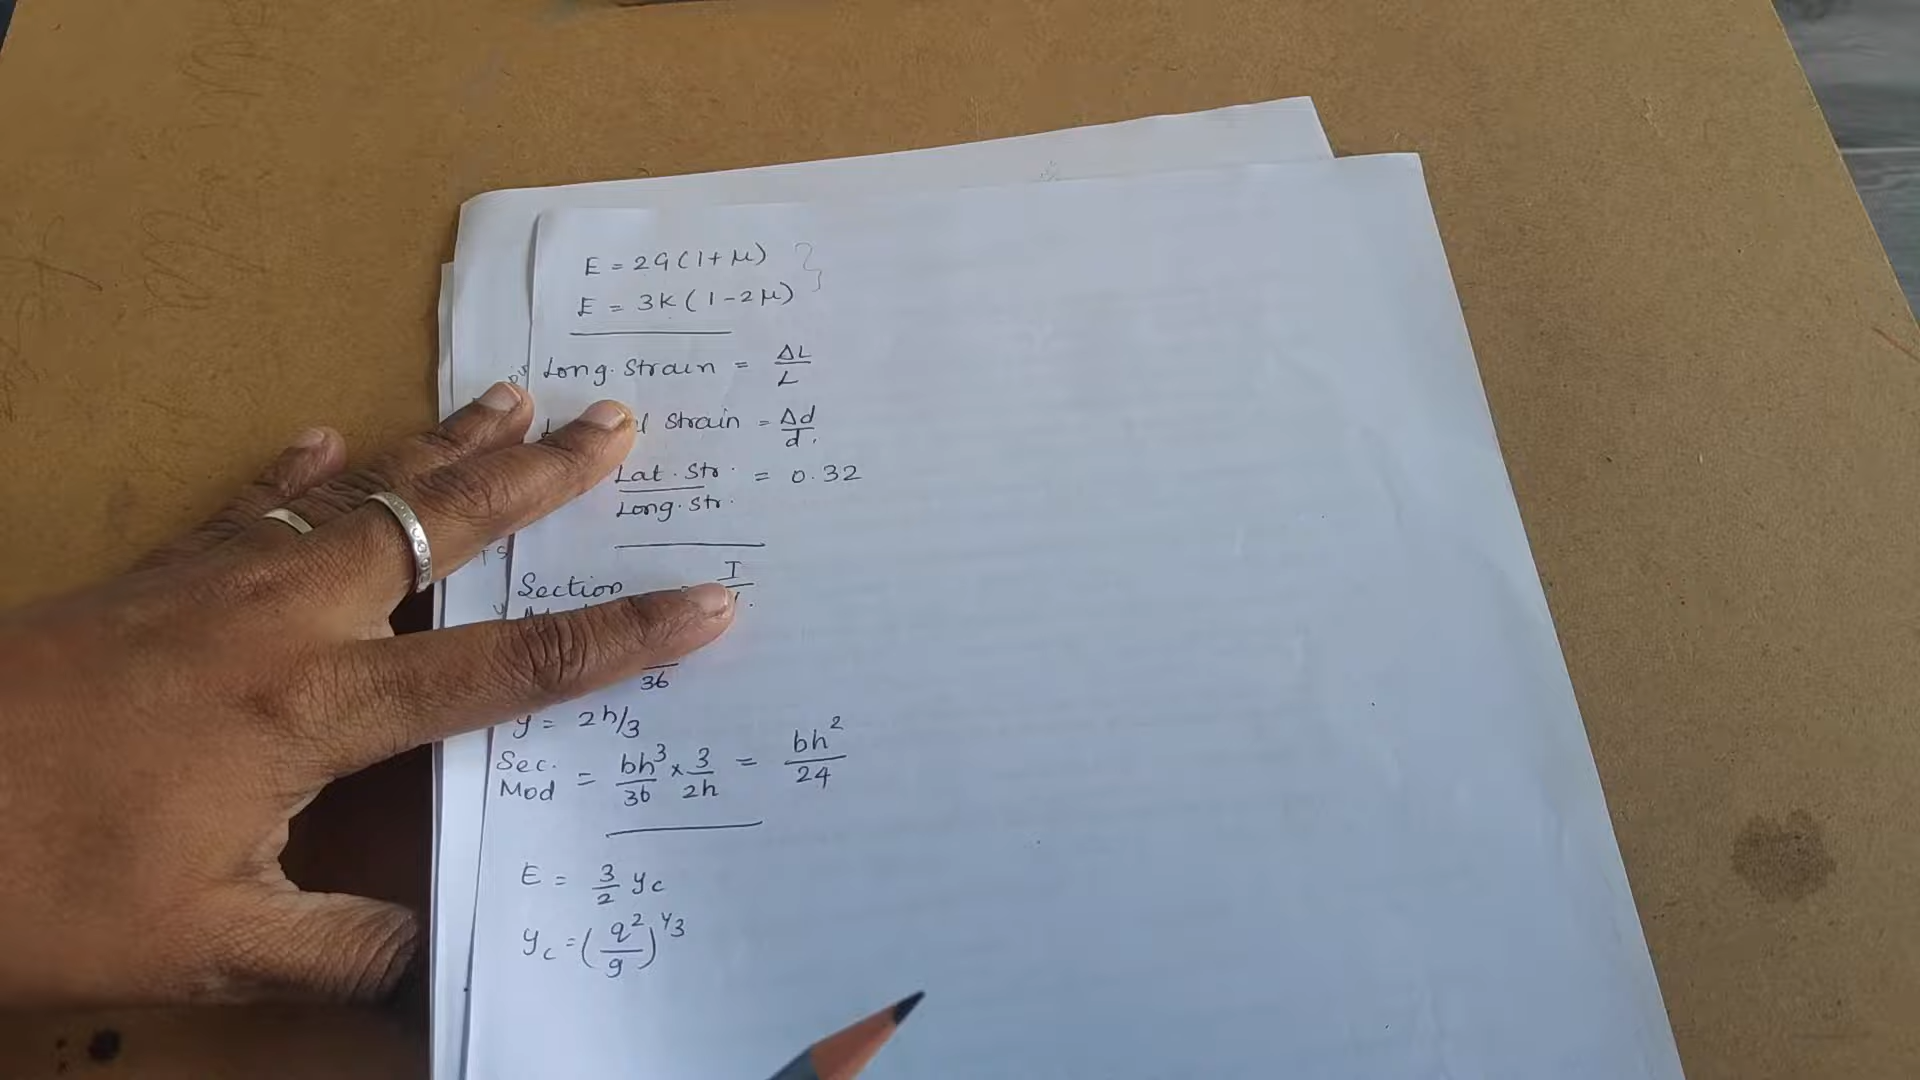 E = 2G(1+μ)
E = 3K(1-2μ)
Long. Strain = ΔL/L
Strain = Δd/d.
Lat. Str. / Long. Str. = 0.32
Section = I
36
y = 2h/3
Sec. Mod = bh³/36 × 3/2h = bh²/24
E = 3/2 yc
yc = (q²/g)^1/3